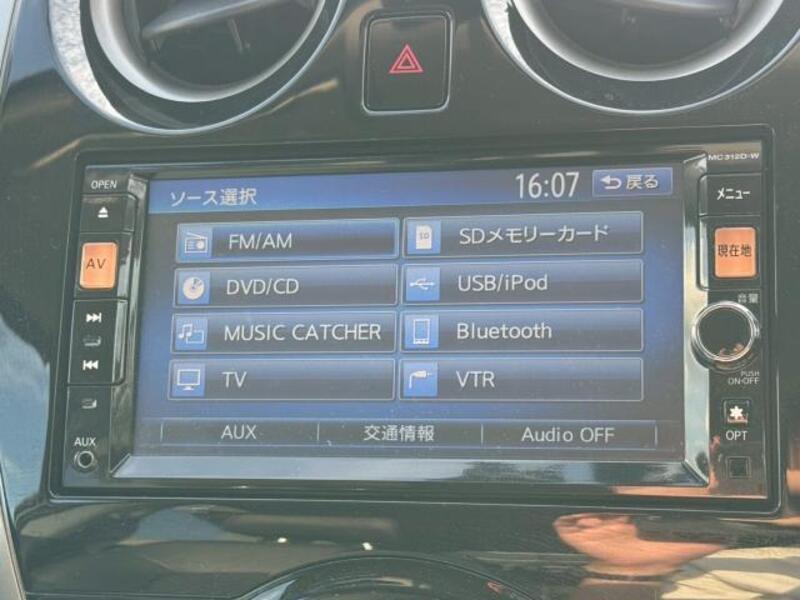 MC312D-W
OPEN
ソース選択 16:07 戻る メニュー
AV FM/AM SDメモリーカード 現在地
SD
DVD/CD USB/iPod
音量
MUSIC CATCHER Bluetooth
TV VTR
PUSH
ON·OFF
AUX 交通情報 Audio OFF OPT
AUX